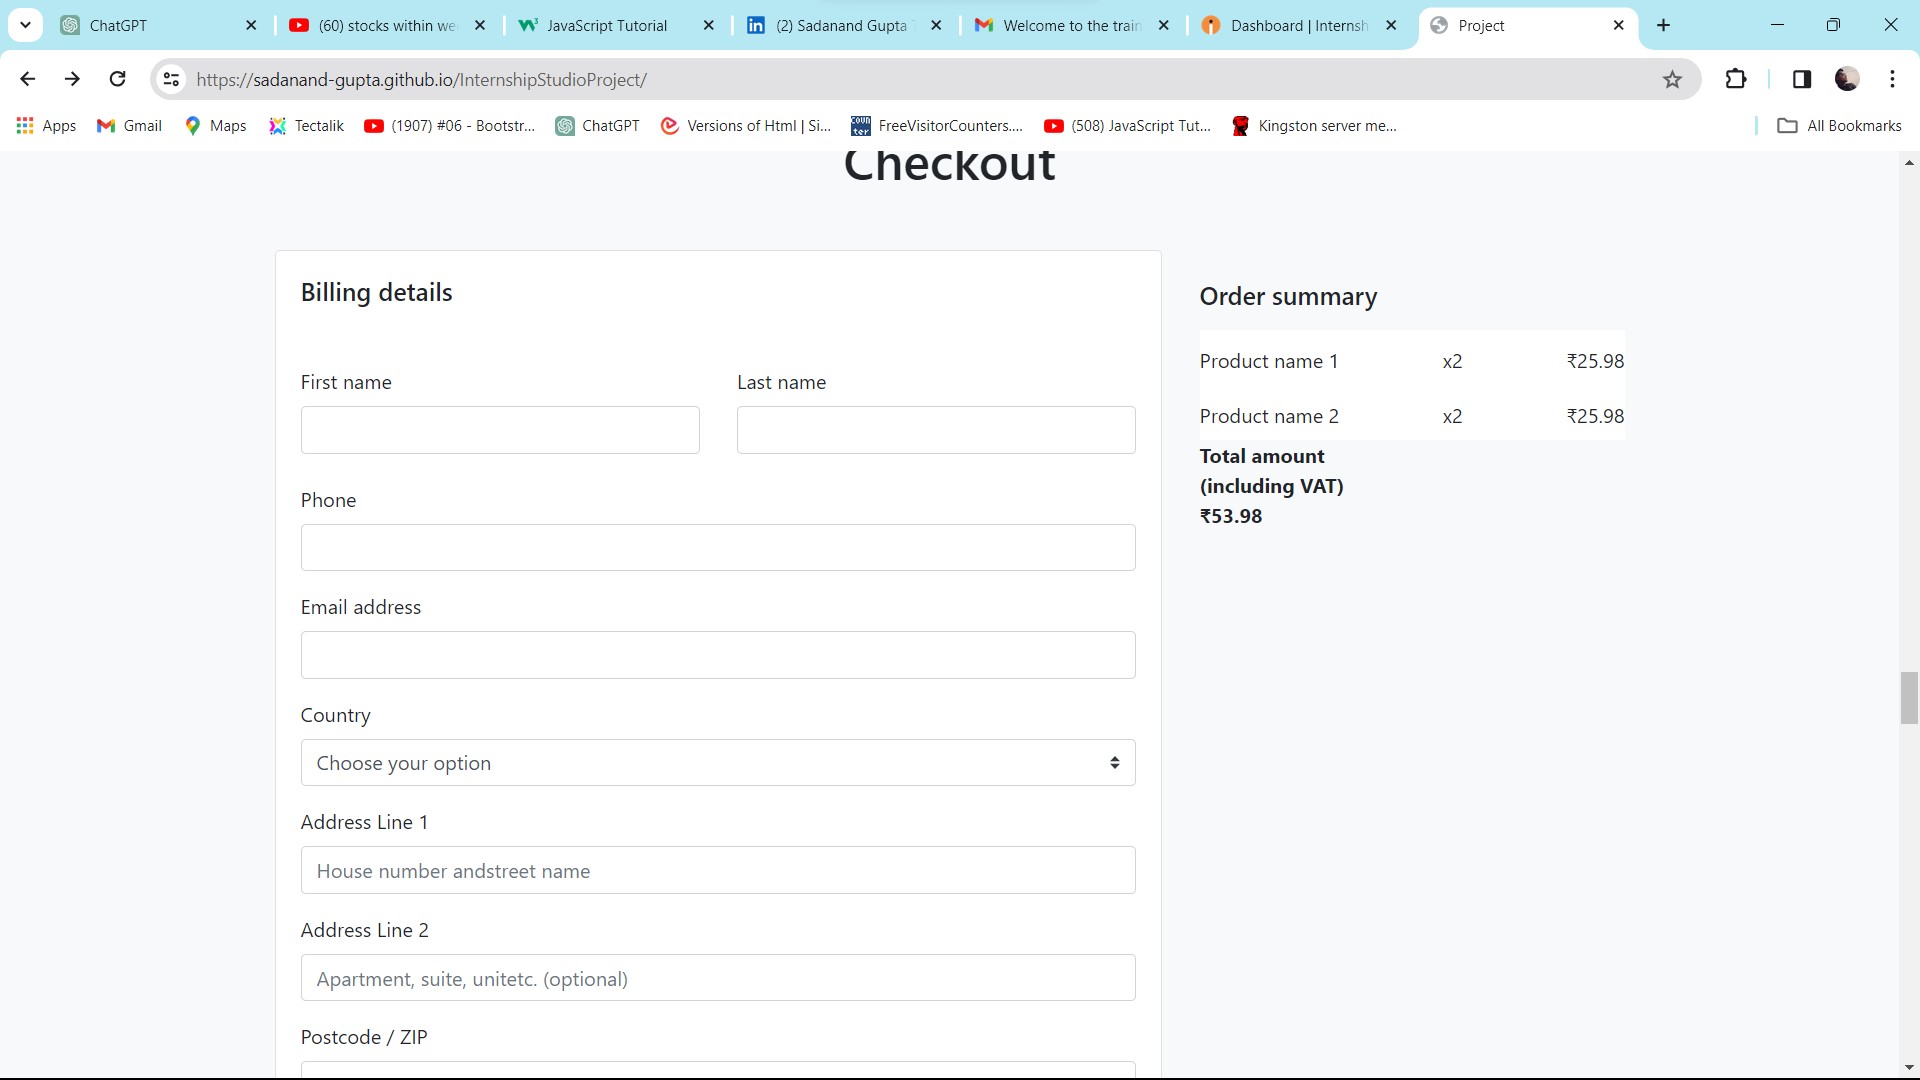 ChatGPT
(60) stocks within we
JavaScript Tutorial
(2) Sadanand Gupta
Welcome to the train
Dashboard | Internsh
Project
https://sadanand-gupta.github.io/InternshipStudioProject/
Apps
Gmail
Maps
Tectalik
(1907) #06 - Bootstr...
ChatGPT
Versions of Html | Si...
COUN
ter
FreeVisitorCounters....
(508) JavaScript Tut...
Kingston server me...
All Bookmarks
Checkout
Billing details
Order summary
Product name 1 x2 ₹25.98
Product name 2 x2 ₹25.98
Total amount
(including VAT)
₹53.98
First name Last name
Phone
Email address
Country
Choose your option
Address Line 1
House number andstreet name
Address Line 2
Apartment, suite, unitetc. (optional)
Postcode / ZIP